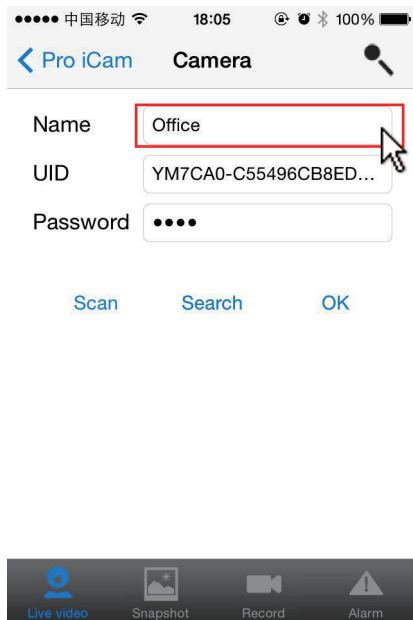 中国移动 18:05 100%
Pro iCam Camera
Name Office
UID YM7CA0-C55496CB8ED...
Password ••••
Scan Search OK
Live video Snapshot Record Alarm